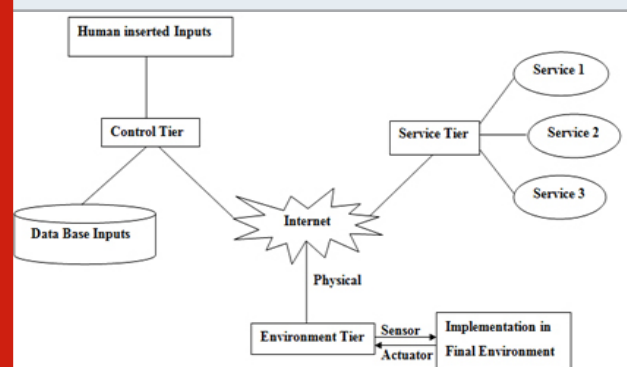 Human inserted Inputs
Control Tier
Data Base Inputs
Internet
Service Tier
Service 1
Service 2
Service 3
Physical
Environment Tier
Sensor
Actuator
Implementation in
Final Environment